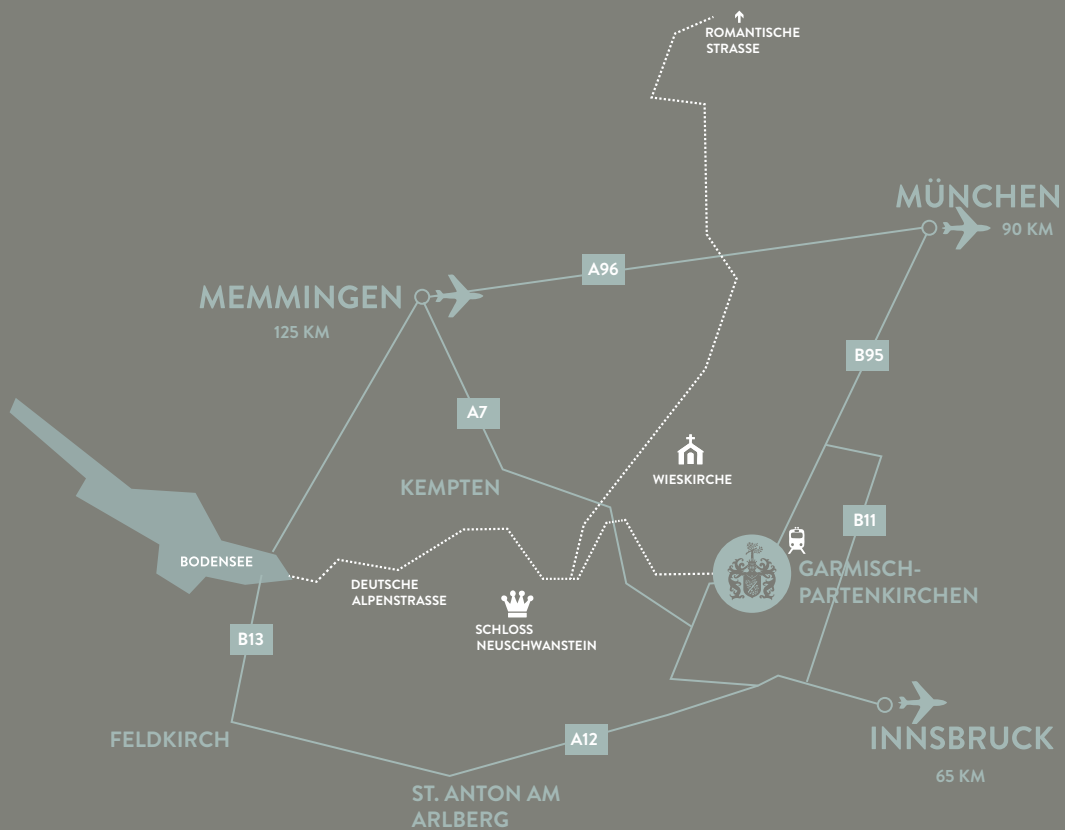 ROMANTISCHE
STRASSE
MÜNCHEN
90 KM
A96
MEMMINGEN
125 KM
B95
A7
WIESKIRCHE
KEMPTEN
B11
BODENSEE
GARMISCH-
PARTENKIRCHEN
DEUTSCHE
ALPENSTRASSE
SCHLOSS
NEUSCHWANSTEIN
B13
FELDKIRCH
A12
INNSBRUCK
65 KM
ST. ANTON AM
ARLBERG